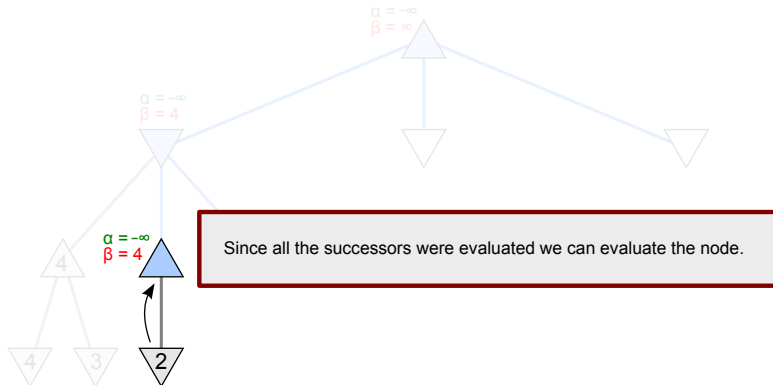 α = -∞
β = ∞
α = -∞
β = 4
α = -∞
β = 4
Since all the successors were evaluated we can evaluate the node.
4
4
3
2